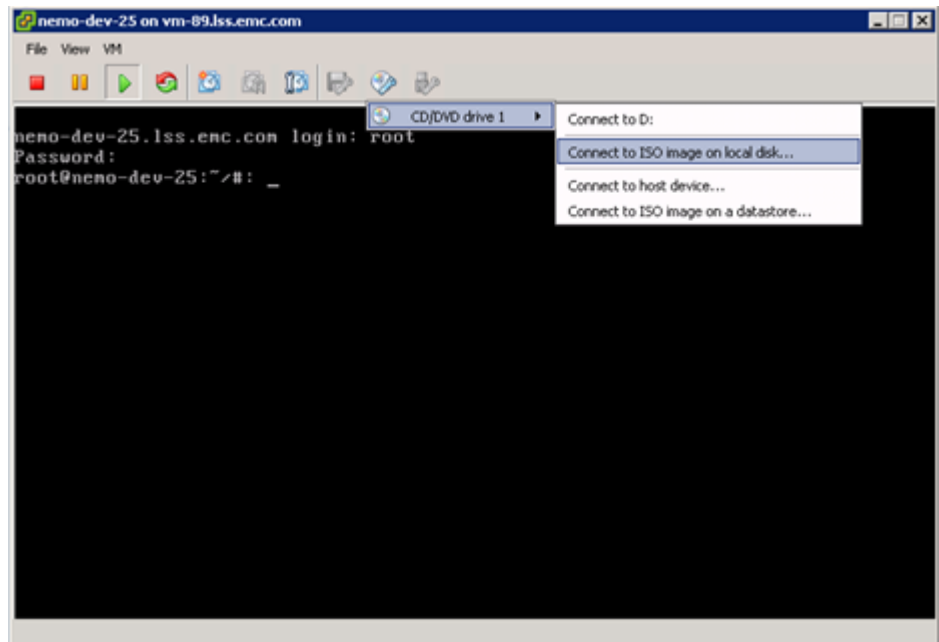 nemo-dev-25 on vm-89.lss.emc.com
File View VM
CD/DVD drive 1
Connect to D:
Connect to ISO image on local disk...
Connect to host device...
Connect to ISO image on a datastore...
nemo-dev-25.lss.emc.com login: root
Password:
root@nemo-dev-25:~/#: _